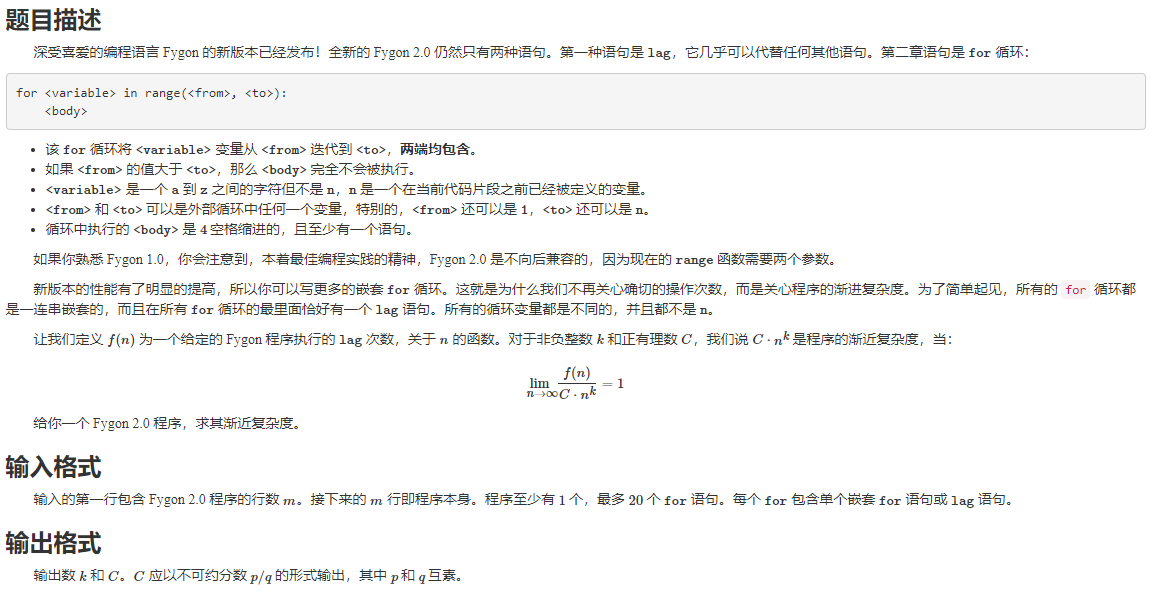 题目描述
深受喜爱的编程语言 Fygon 的新版本已经发布！全新的 Fygon 2.0 仍然只有两种语句。第一种语句是 lag，它几乎可以代替任何其他语句。第二章语句是 for 循环：
for <variable> in range(<from>, <to>):
    <body>
• 该 for 循环将 <variable> 变量从 <from> 迭代到 <to>，两端均包含。
• 如果 <from> 的值大于 <to>，那么 <body> 完全不会被执行。
• <variable> 是一个 a 到 z 之间的字符但不是 n，n 是一个在当前代码片段之前已经被定义的变量。
• <from> 和 <to> 可以是外部循环中任何一个变量，特别的，<from> 还可以是 1，<to> 还可以是 n。
• 循环中执行的 <body> 是 4 空格缩进的，且至少有一个语句。
如果你熟悉 Fygon 1.0，你会注意到，本着最佳编程实践的精神，Fygon 2.0 是不向后兼容的，因为现在的 range 函数需要两个参数。
新版本的性能有了明显的提高，所以你可以写更多的嵌套 for 循环。这就是为什么我们不再关心确切的操作次数，而是关心程序的渐进复杂度。为了简单起见，所有的 for 循环都
是一连串嵌套的，而且在所有 for 循环的最里面恰好有一个 lag 语句。所有的循环变量都是不同的，并且都不是 n。
让我们定义 f(n) 为一个给定的 Fygon 程序执行的 lag 次数，关于 n 的函数。对于非负整数 k 和正有理数 C，我们说 C · n^k 是程序的渐近复杂度，当：
lim_{n→∞} f(n) / (C · n^k) = 1
给你一个 Fygon 2.0 程序，求其渐近复杂度。
输入格式
输入的第一行包含 Fygon 2.0 程序的行数 m。接下来的 m 行即程序本身。程序至少有 1 个，最多 20 个 for 语句。每个 for 包含单个嵌套 for 语句或 lag 语句。
输出格式
输出数 k 和 C。C 应以不可约分数 p/q 的形式输出，其中 p 和 q 互素。